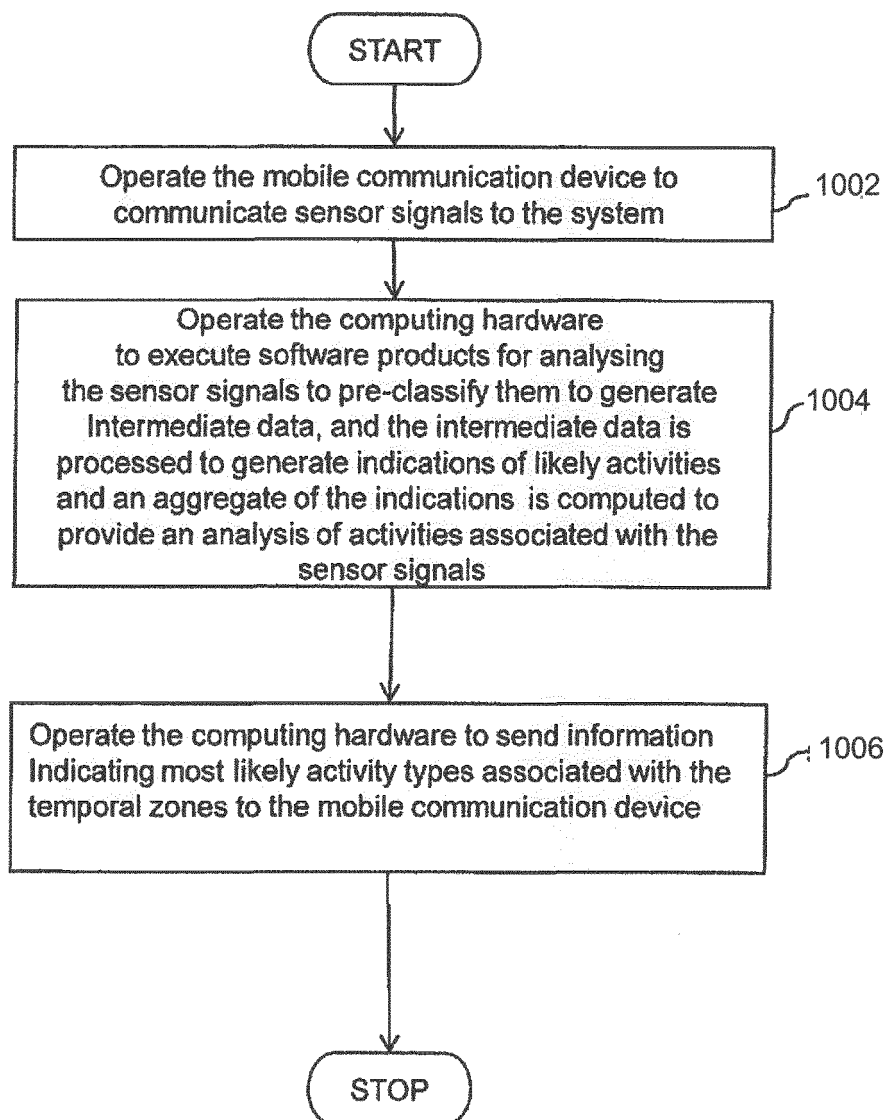 START
Operate the mobile communication device to
communicate sensor signals to the system
1002
Operate the computing hardware
to execute software products for analysing
the sensor signals to pre-classify them to generate
Intermediate data, and the intermediate data is
processed to generate indications of likely activities
and an aggregate of the indications is computed to
provide an analysis of activities associated with the
sensor signals
1004
Operate the computing hardware to send information
Indicating most likely activity types associated with the
temporal zones to the mobile communication device
1006
STOP